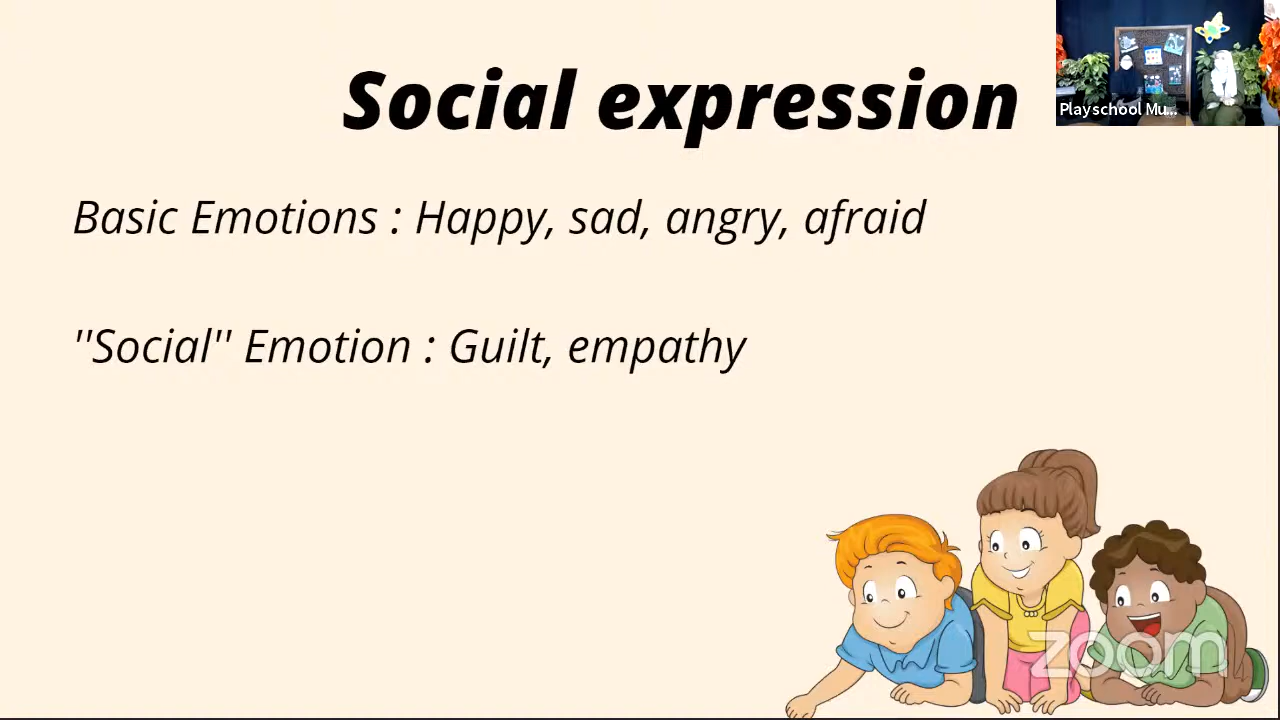 Social expression
Playschool Mu...
Basic Emotions : Happy, sad, angry, afraid
"Social" Emotion : Guilt, empathy
zoom